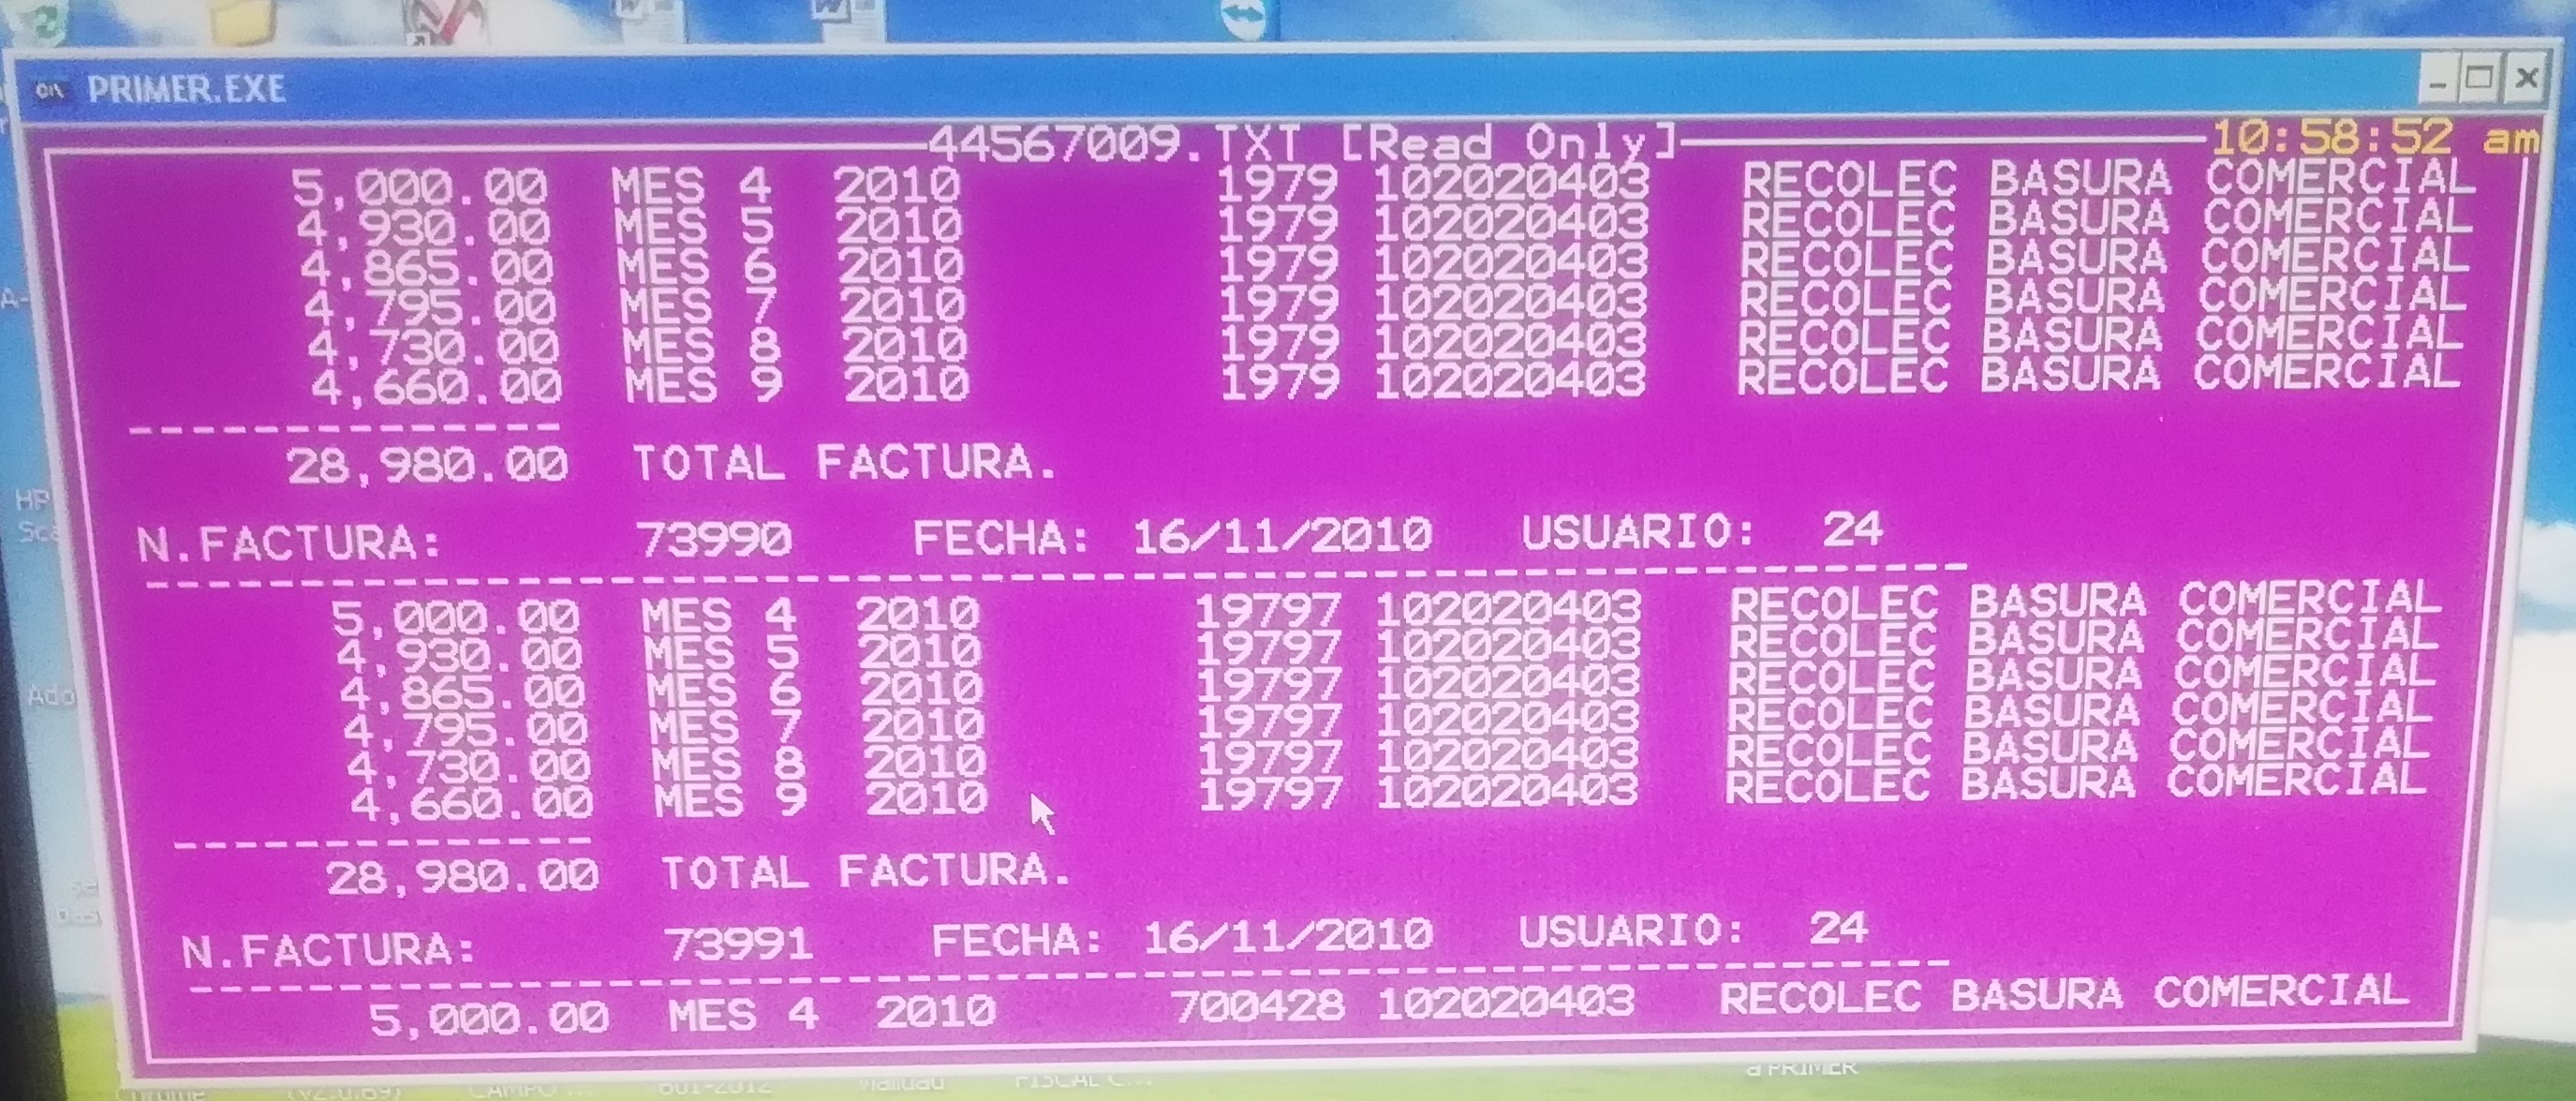 PRIMER.EXE
44567009.TXT [Read Only] 10:58:52 am
5,000.00 MES 4 2010 1979 102020403 RECOLEC BASURA COMERCIAL
4,930.00 MES 5 2010 1979 102020403 RECOLEC BASURA COMERCIAL
4,865.00 MES 6 2010 1979 102020403 RECOLEC BASURA COMERCIAL
4,795.00 MES 7 2010 1979 102020403 RECOLEC BASURA COMERCIAL
4,730.00 MES 8 2010 1979 102020403 RECOLEC BASURA COMERCIAL
4,660.00 MES 9 2010 1979 102020403 RECOLEC BASURA COMERCIAL
--------------
28,980.00 TOTAL FACTURA.
N.FACTURA: 73990 FECHA: 16/11/2010 USUARIO: 24
------------------------------------------------------------
5,000.00 MES 4 2010 19797 102020403 RECOLEC BASURA COMERCIAL
4,930.00 MES 5 2010 19797 102020403 RECOLEC BASURA COMERCIAL
4,865.00 MES 6 2010 19797 102020403 RECOLEC BASURA COMERCIAL
4,795.00 MES 7 2010 19797 102020403 RECOLEC BASURA COMERCIAL
4,730.00 MES 8 2010 19797 102020403 RECOLEC BASURA COMERCIAL
4,660.00 MES 9 2010 19797 102020403 RECOLEC BASURA COMERCIAL
--------------
28,980.00 TOTAL FACTURA.
N.FACTURA: 73991 FECHA: 16/11/2010 USUARIO: 24
------------------------------------------------------------
5,000.00 MES 4 2010 700428 102020403 RECOLEC BASURA COMERCIAL
HP
Ado
a PRIMER